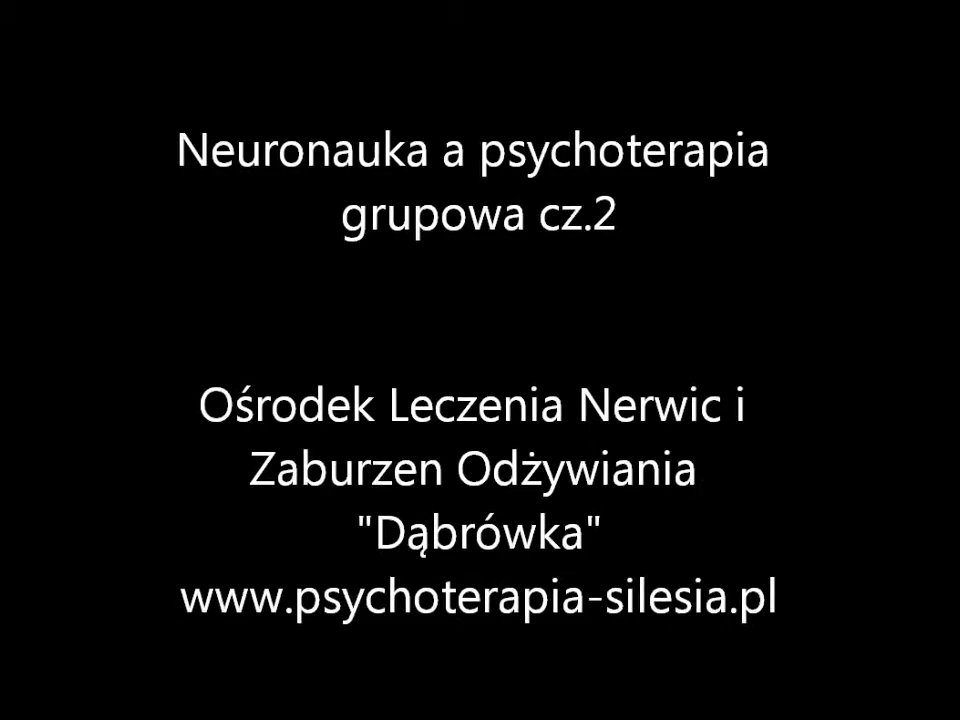 Neuronauka a psychoterapia
grupowa cz.2
Ośrodek Leczenia Nerwic i
Zaburzen Odżywiania
"Dąbrówka"
www.psychoterapia-silesia.pl